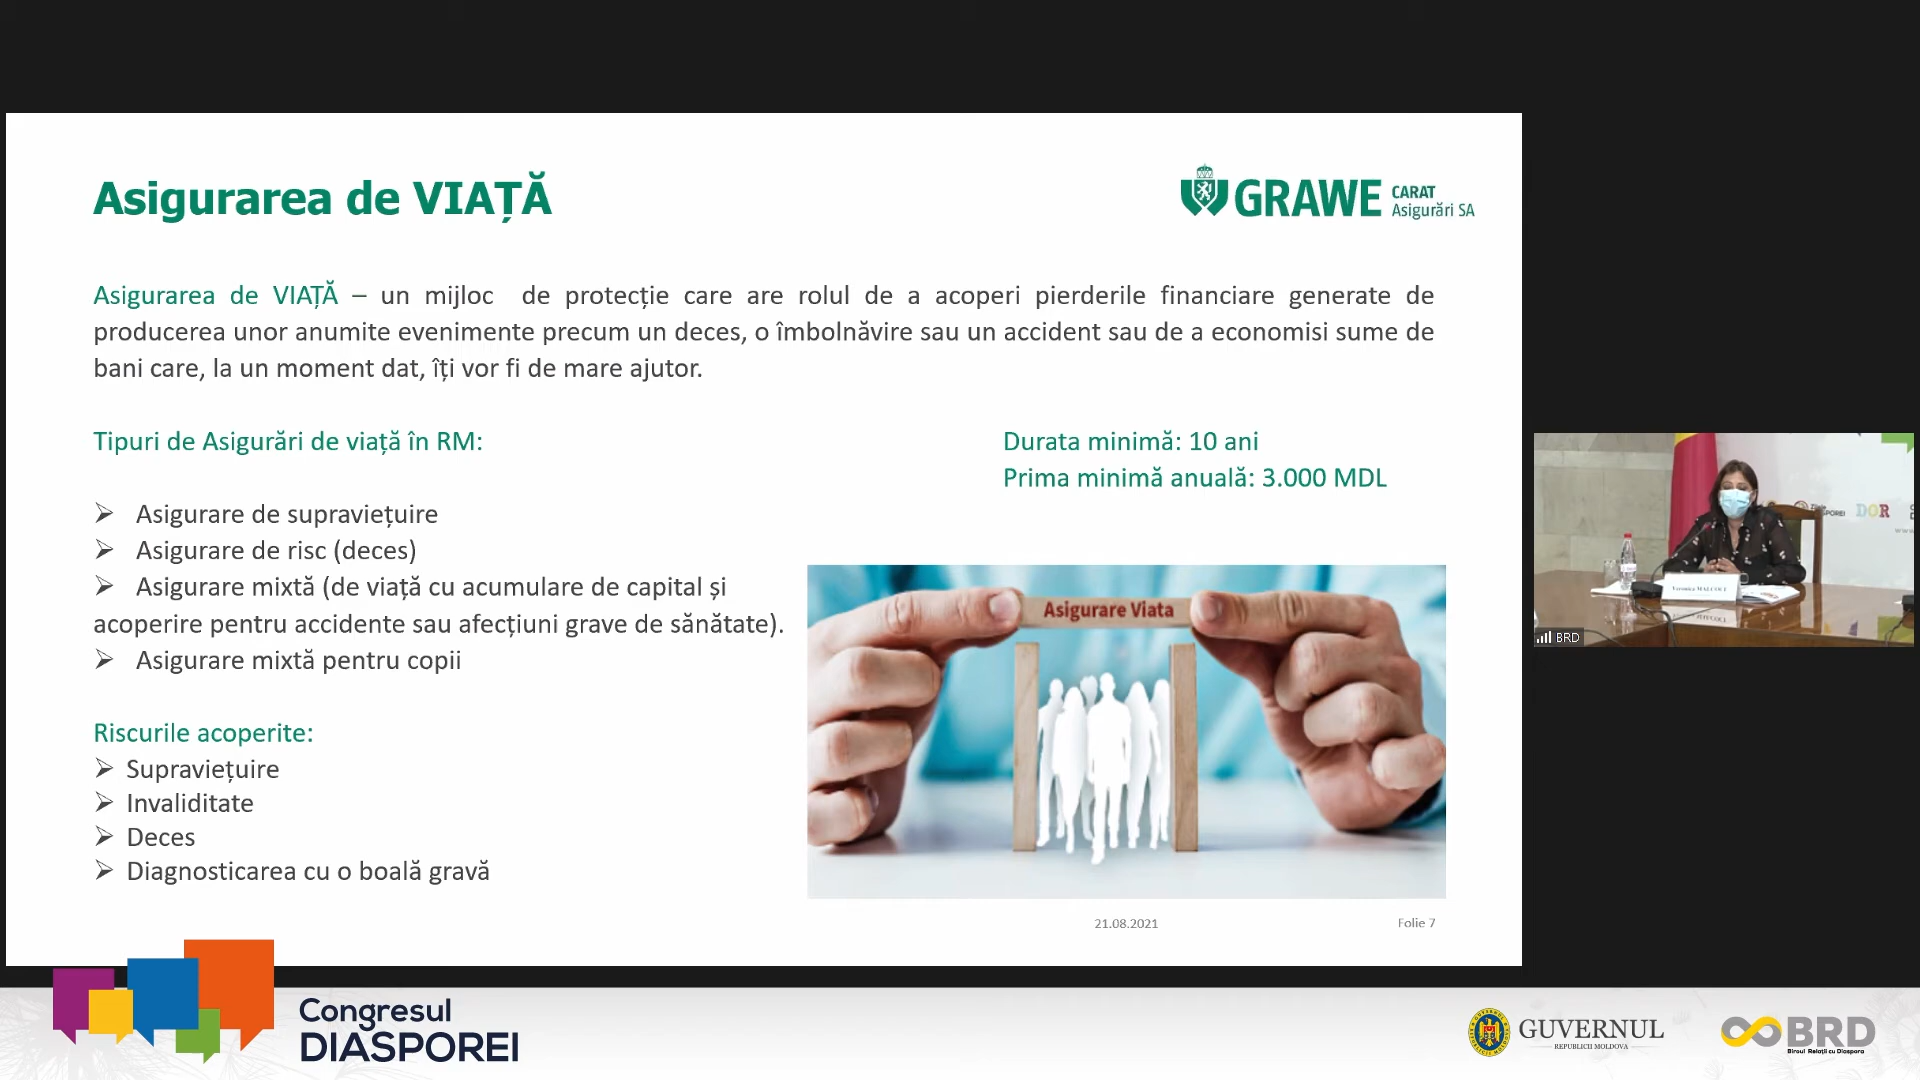 Asigurarea de VIAȚĂ
GRAWE CARAT
Asigurări SA
Asigurarea de VIAȚĂ – un mijloc de protecție care are rolul de a acoperi pierderile financiare generate de
producerea unor anumite evenimente precum un deces, o îmbolnăvire sau un accident sau de a economisi sume de
bani care, la un moment dat, îți vor fi de mare ajutor.
Tipuri de Asigurări de viață în RM:
Durata minimă: 10 ani
Prima minimă anuală: 3.000 MDL
➢ Asigurare de supraviețuire
➢ Asigurare de risc (deces)
➢ Asigurare mixtă (de viață cu acumulare de capital și
acoperire pentru accidente sau afecțiuni grave de sănătate).
➢ Asigurare mixtă pentru copii
Asigurare Viata
Riscurile acoperite:
➢ Supraviețuire
➢ Invaliditate
➢ Deces
➢ Diagnosticarea cu o boală gravă
21.08.2021
Folie 7
DOR
BRD
Congresul
DIASPOREI
GUVERNUL
REPUBLICII MOLDOVA
BRD
Biroul Relații cu Diaspora